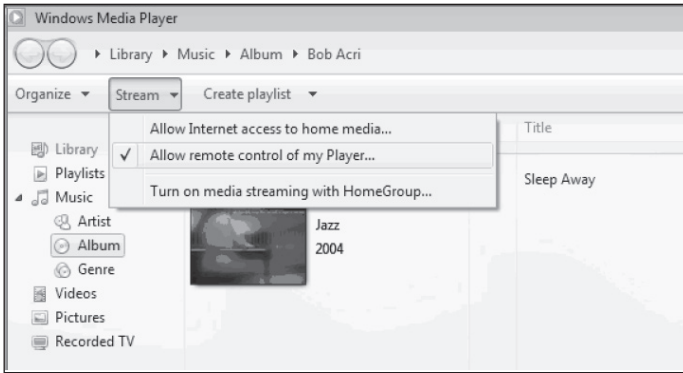 Windows Media Player
Library ▸ Music ▸ Album ▸ Bob Acri
Organize Stream Create playlist
Allow Internet access to home media...
✓ Allow remote control of my Player...
Turn on media streaming with HomeGroup...
Title
Library
Playlists
Music
Artist
Album
Genre
Videos
Pictures
Recorded TV
Jazz
2004
Sleep Away